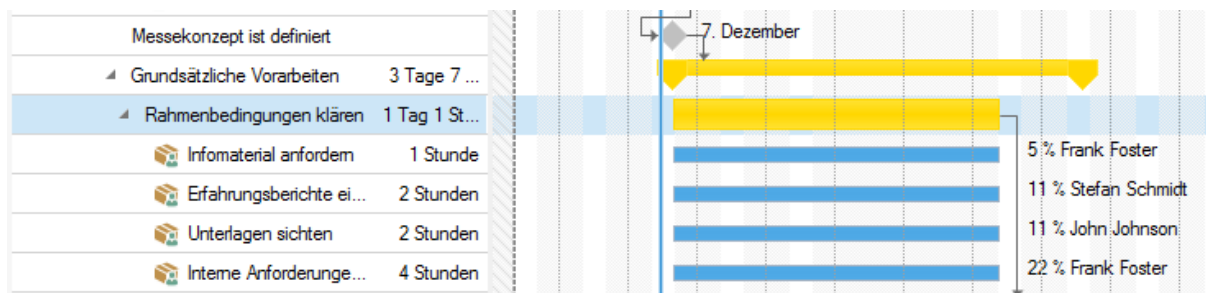 Messekonzept ist definiert
7. Dezember
Grundsätzliche Vorarbeiten 3 Tage 7 ...
Rahmenbedingungen klären 1 Tag 1 St...
Infomaterial anfordern 1 Stunde 5 % Frank Foster
Erfahrungsberichte ei... 2 Stunden 11 % Stefan Schmidt
Unterlagen sichten 2 Stunden 11 % John Johnson
Interne Anforderunge... 4 Stunden 22 % Frank Foster